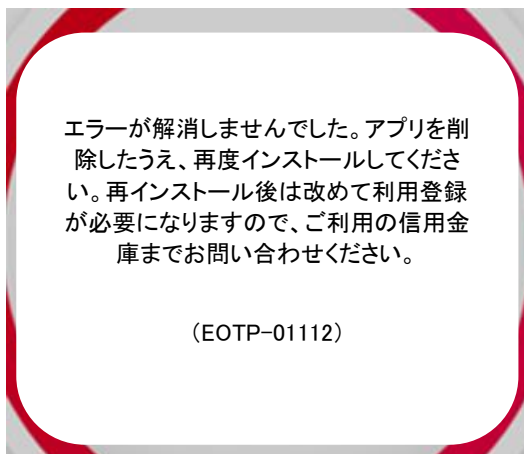 エラーが解消しませんでした。アプリを削
除したうえ、再度インストールしてくださ
い。再インストール後は改めて利用登録
が必要になりますので、ご利用の信用金
庫までお問い合わせください。
（EOTP-01112）